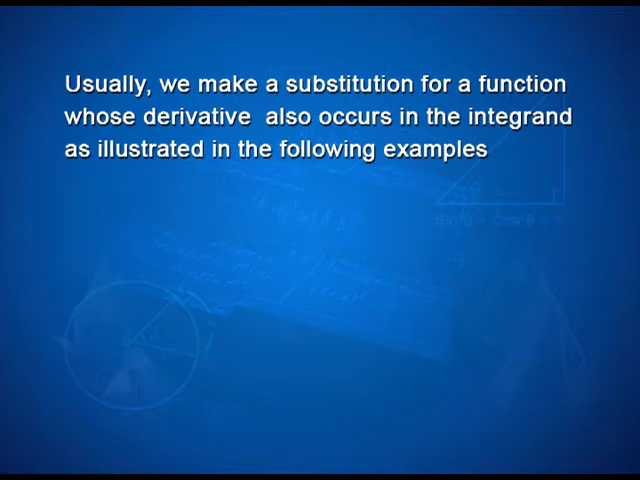 Usually, we make a substitution for a function
whose derivative also occurs in the integrand
as illustrated in the following examples